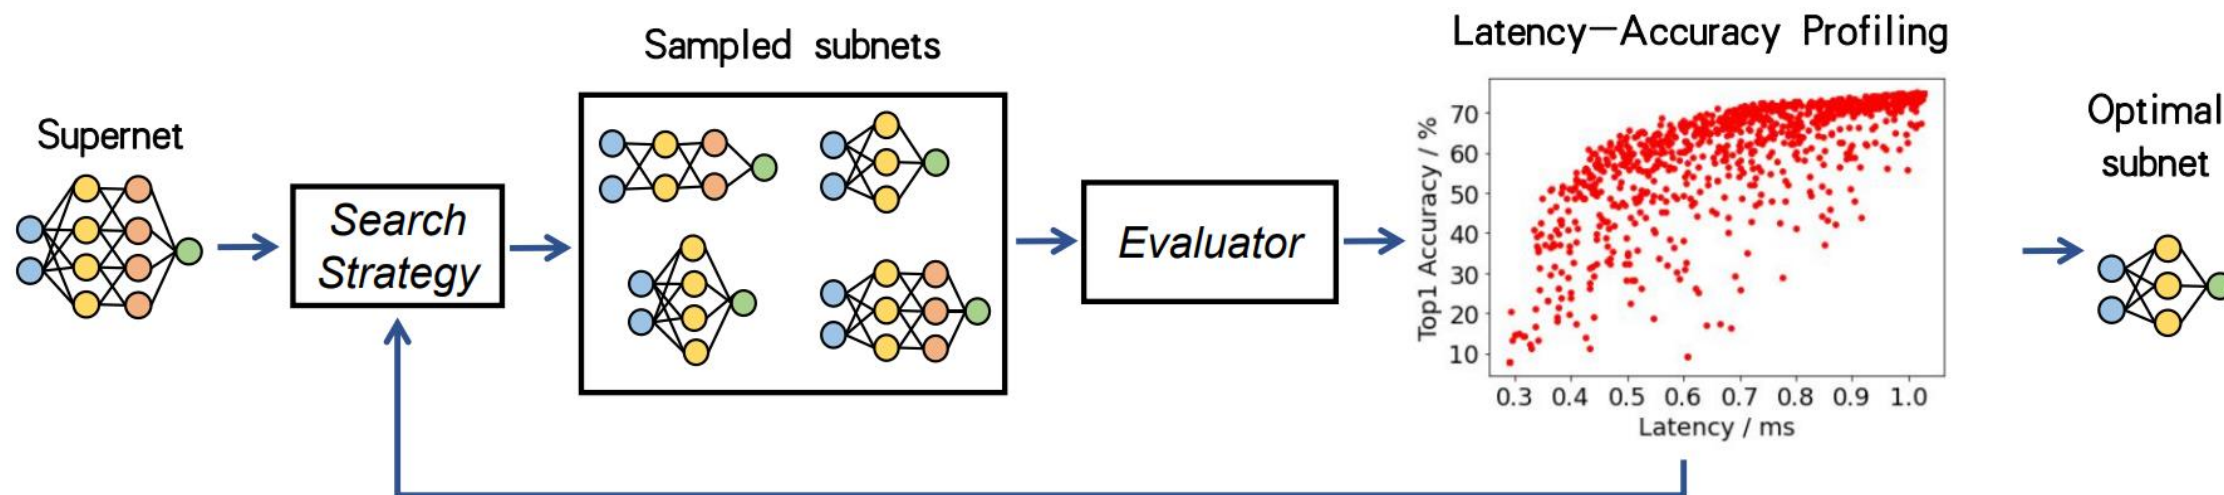 Supernet
Search
Strategy
Sampled subnets
Evaluator
Latency—Accuracy Profiling
Top1 Accuracy / %
70
60
50
40
30
20
10
0.3 0.4 0.5 0.6 0.7 0.8 0.9 1.0
Latency / ms
Optimal
subnet